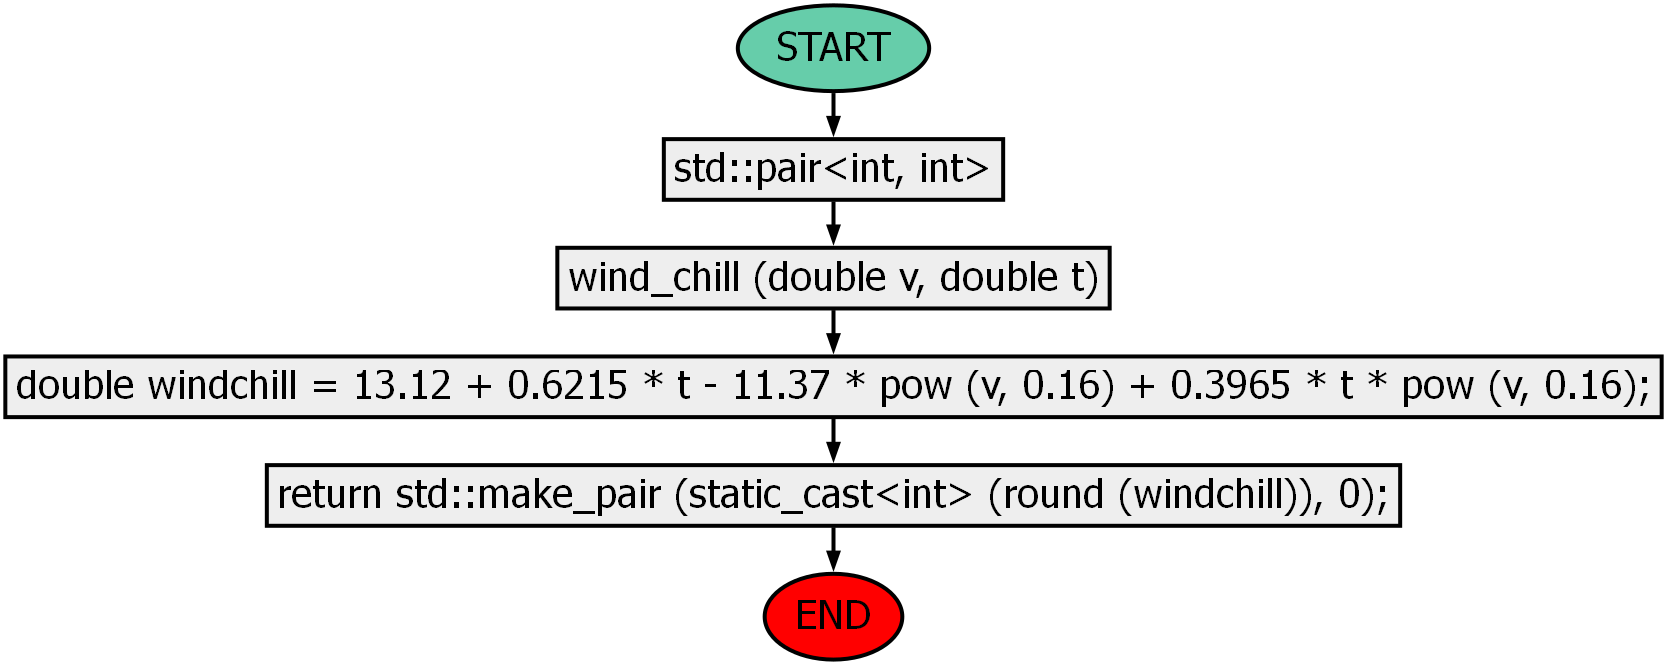 START
std::pair<int, int>
wind_chill (double v, double t)
double windchill = 13.12 + 0.6215 * t - 11.37 * pow (v, 0.16) + 0.3965 * t * pow (v, 0.16);
return std::make_pair (static_cast<int> (round (windchill)), 0);
END